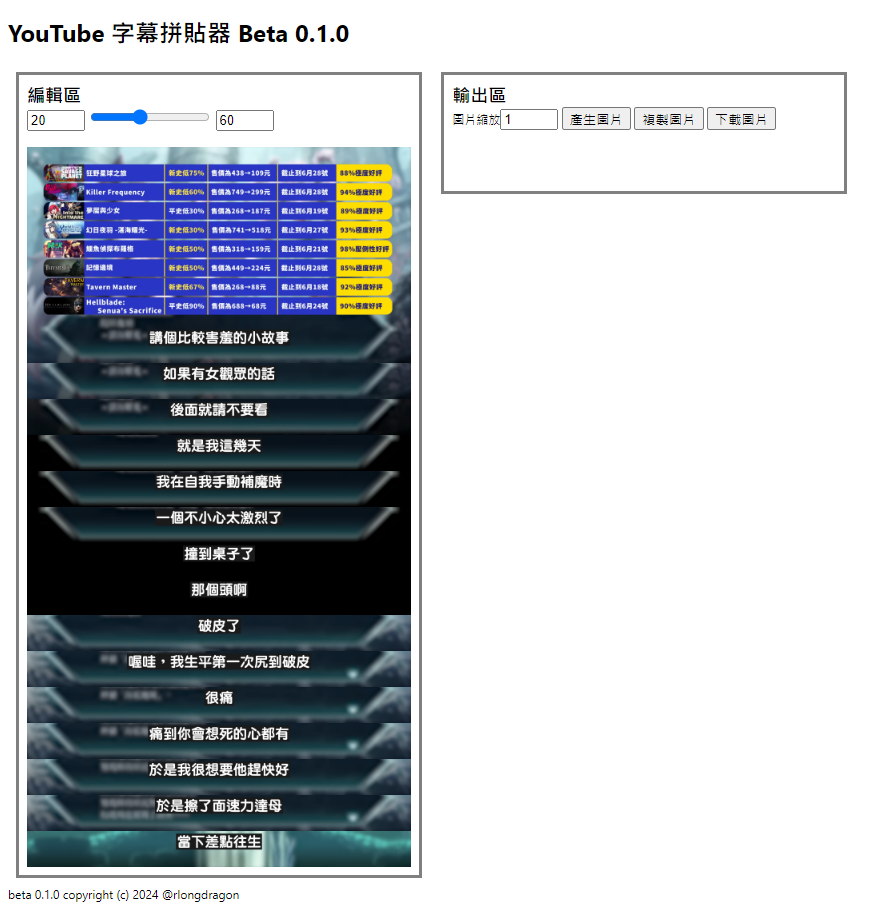 YouTube 字幕拼貼器 Beta 0.1.0
編輯區
20 60
輸出區
圖片縮放 1 產生圖片 複製圖片 下載圖片
狂野星球之旅 新史低75% 售價為438→109元 截止到6月28號 88%極度好評
Killer Frequency 新史低60% 售價為749→299元 截止到6月28號 94%極度好評
夢魘與少女 平史低30% 售價為268→187元 截止到6月19號 89%極度好評
幻日夜羽 -湛海耀光- 新史低30% 售價為741→518元 截止到6月27號 93%極度好評
鱷魚偵探布羅格 新史低50% 售價為318→159元 截止到6月21號 98%壓倒性好評
記憶邊境 新史低50% 售價為449→224元 截止到6月28號 85%極度好評
Tavern Master 新史低67% 售價為268→88元 截止到6月18號 92%極度好評
Hellblade:
Senua's Sacrifice 平史低90% 售價為688→68元 截止到6月24號 90%極度好評
講個比較害羞的小故事
如果有女觀眾的話
後面就請不要看
就是我這幾天
我在自我手動補魔時
一個不小心太激烈了
撞到桌子了
那個頭啊
破皮了
喔哇，我生平第一次尻到破皮
很痛
痛到你會想死的心都有
於是我很想要他趕快好
於是擦了面速力達母
當下差點往生
beta 0.1.0 copyright (c) 2024 @rlongdragon